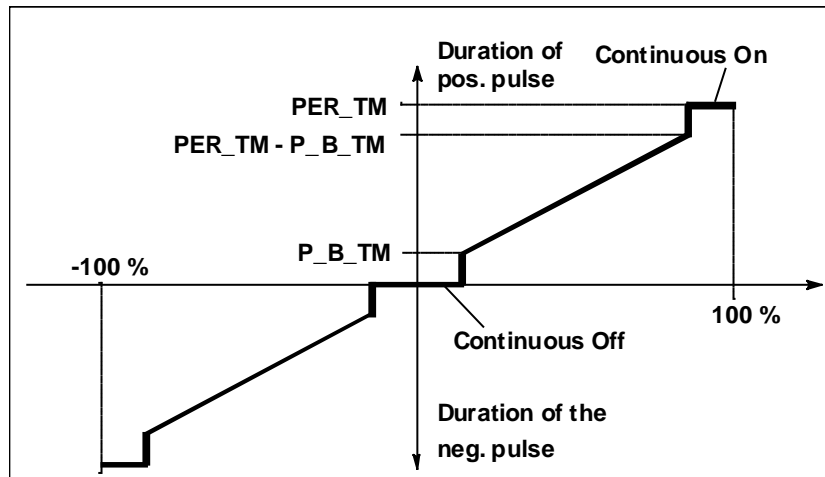 Duration of
pos. pulse
Continuous On
PER_TM
PER_TM - P_B_TM
P_B_TM
-100 %
100 %
Continuous Off
Duration of the
neg. pulse